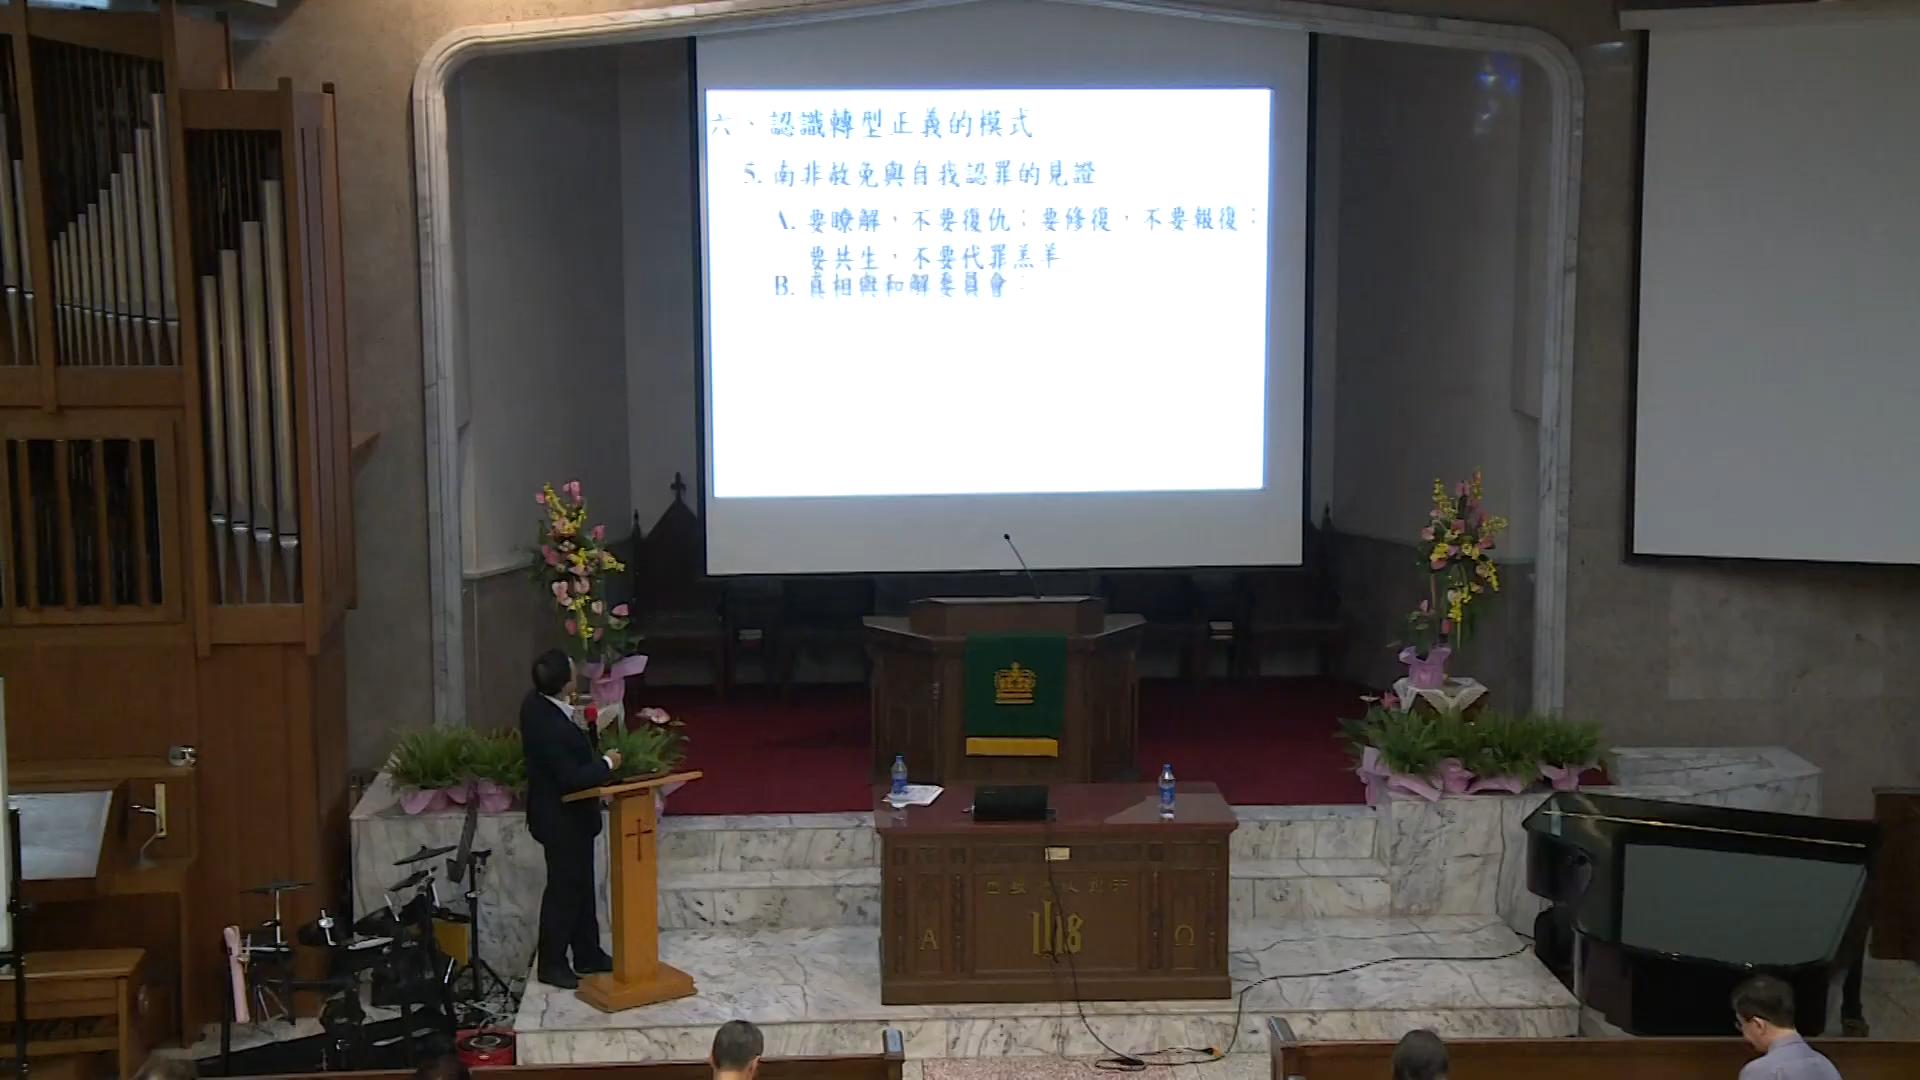 六、認識轉型正義的模式
5. 南非赦免與自我認罪的見證
A. 要瞭解，不要復仇；要修復，不要報復；
要共生，不要代罪羔羊
B. 真相與和解委員會：
IHS
A
Ω